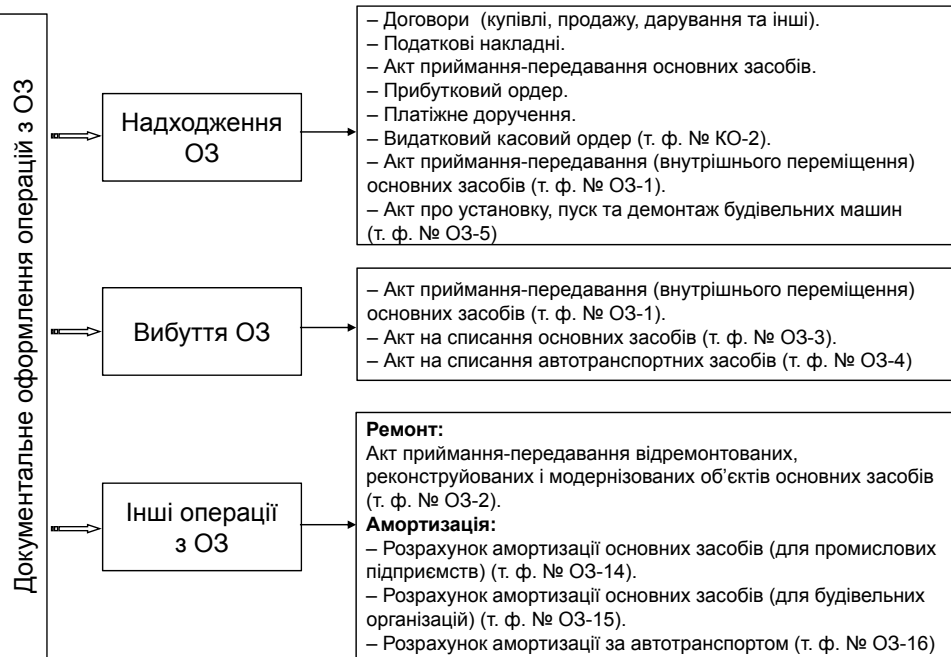 Документальне оформлення операцій з ОЗ
Надходження
ОЗ
– Договори (купівлі, продажу, дарування та інші).
– Податкові накладні.
– Акт приймання-передавання основних засобів.
– Прибутковий ордер.
– Платіжне доручення.
– Видатковий касовий ордер (т. ф. № КО-2).
– Акт приймання-передавання (внутрішнього переміщення)
основних засобів (т. ф. № ОЗ-1).
– Акт про установку, пуск та демонтаж будівельних машин
(т. ф. № ОЗ-5)
Вибуття ОЗ
– Акт приймання-передавання (внутрішнього переміщення)
основних засобів (т. ф. № ОЗ-1).
– Акт на списання основних засобів (т. ф. № ОЗ-3).
– Акт на списання автотранспортних засобів (т. ф. № ОЗ-4)
Інші операції
з ОЗ
Ремонт:
Акт приймання-передавання відремонтованих,
реконструйованих і модернізованих об’єктів основних засобів
(т. ф. № ОЗ-2).
Амортизація:
– Розрахунок амортизації основних засобів (для промислових
підприємств) (т. ф. № ОЗ-14).
– Розрахунок амортизації основних засобів (для будівельних
організацій) (т. ф. № ОЗ-15).
– Розрахунок амортизації за автотранспортом (т. ф. № ОЗ-16)